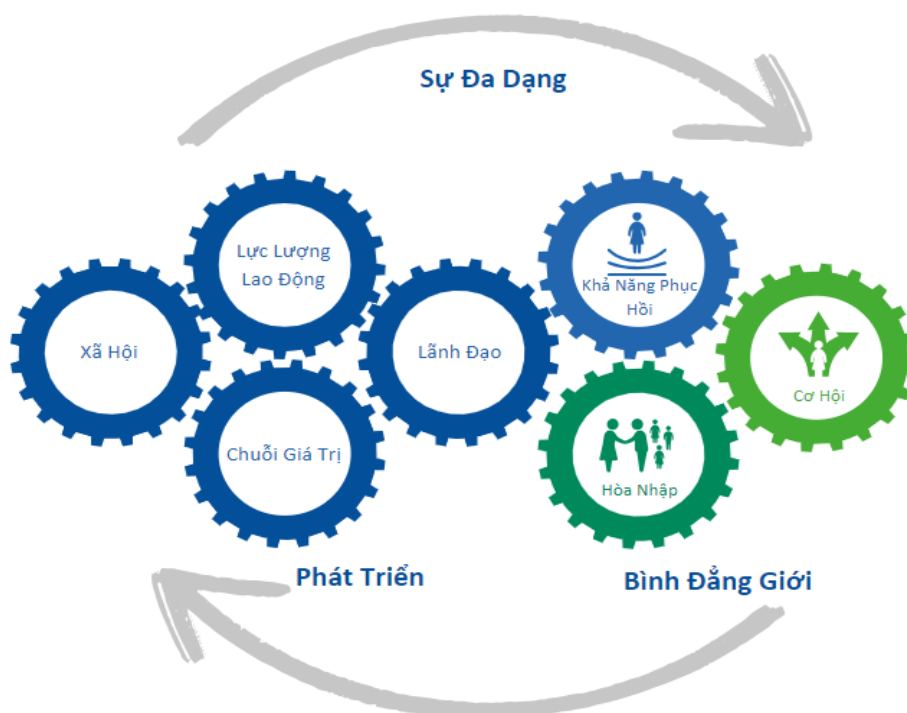 Sự Đa Dạng
Lực Lượng
Lao Động
Khả Năng Phục
Hồi
Xã Hội
Lãnh Đạo
Cơ Hội
Chuỗi Giá Trị
Hòa Nhập
Phát Triển
Bình Đẳng Giới